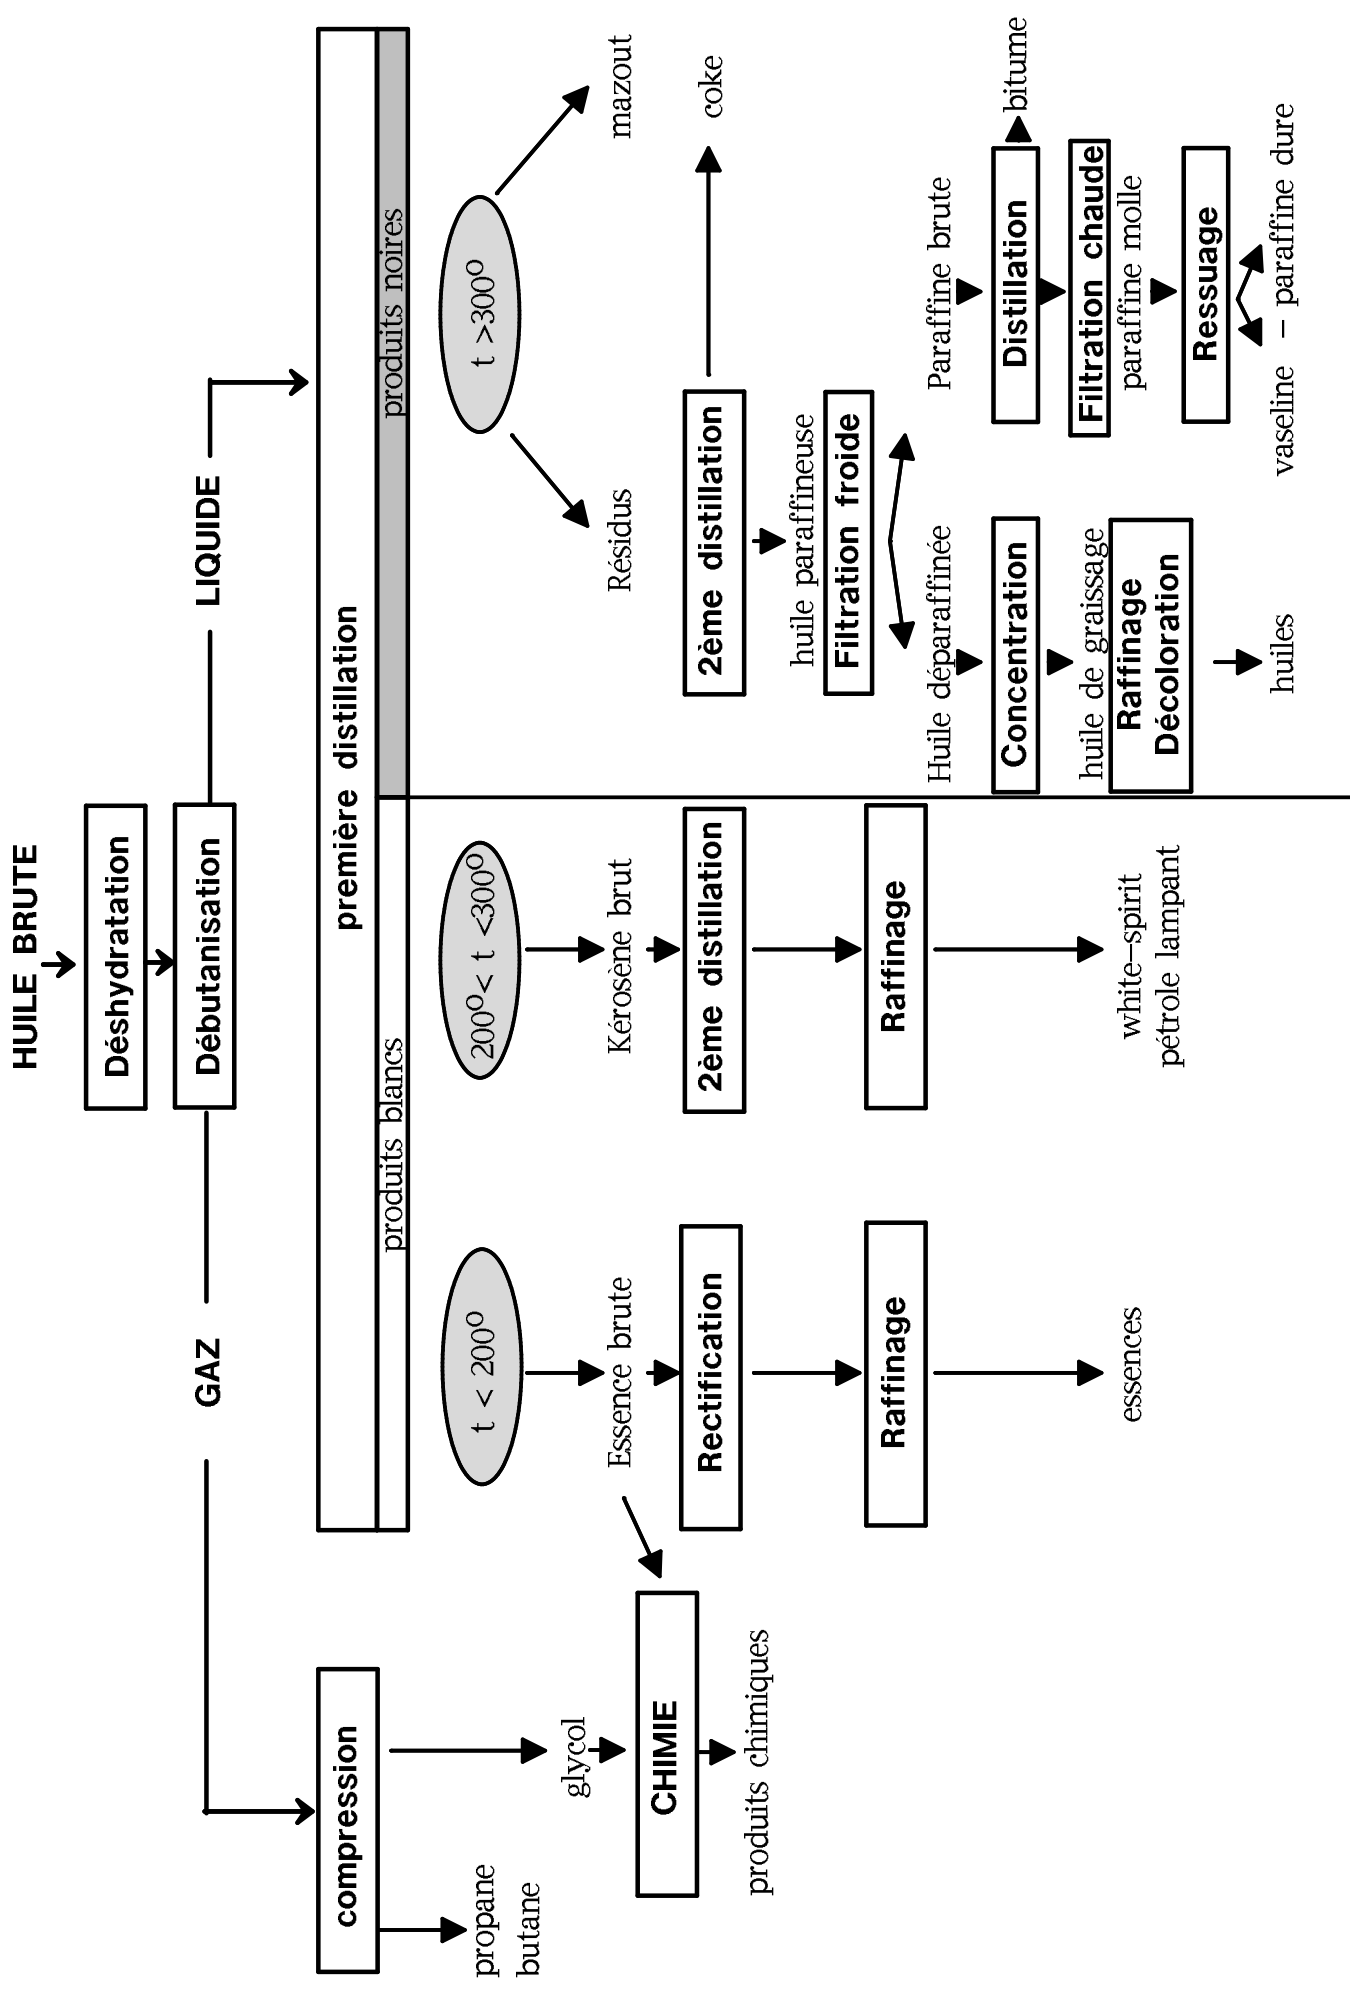 HUILE BRUTE
Déshydratation
Débutanisation
GAZ
LIQUIDE
compression
première distillation
produits blancs
produits noires
propane
butane
glycol
CHIMIE
produits chimiques
t < 200°
Essence brute
Rectification
Raffinage
essences
200°< t <300°
Kérosène brut
2ème distillation
Raffinage
white–spirit
pétrole lampant
t >300°
Résidus
mazout
2ème distillation
coke
huile paraffineuse
Filtration froide
Huile déparaffinée
Concentration
huile de graissage
Raffinage
Décoloration
huiles
Paraffine brute
Distillation
bitume
Filtration chaude
paraffine molle
Ressuage
vaseline – paraffine dure